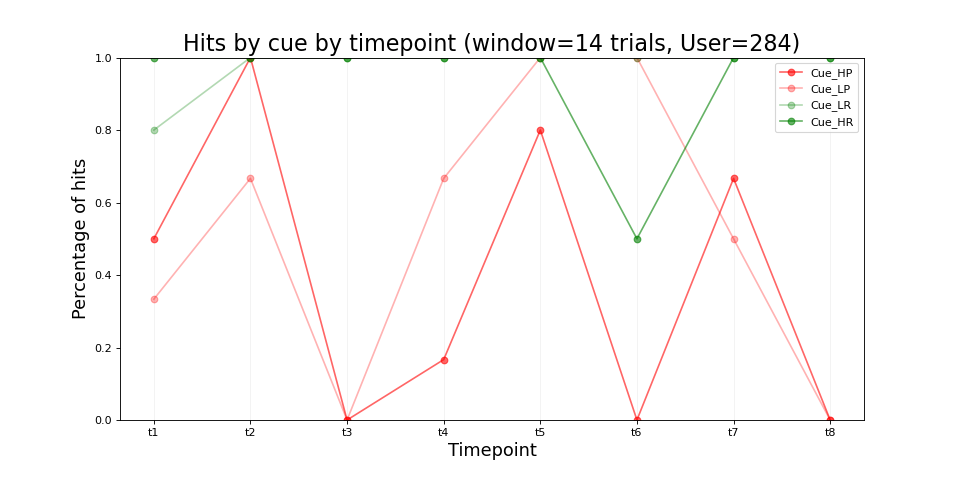 Hits by cue by timepoint (window=14 trials, User=284)
Percentage of hits
1.0
0.8
0.6
0.4
0.2
0.0
Cue_HP
Cue_LP
Cue_LR
Cue_HR
t1 t2 t3 t4 t5 t6 t7 t8
Timepoint